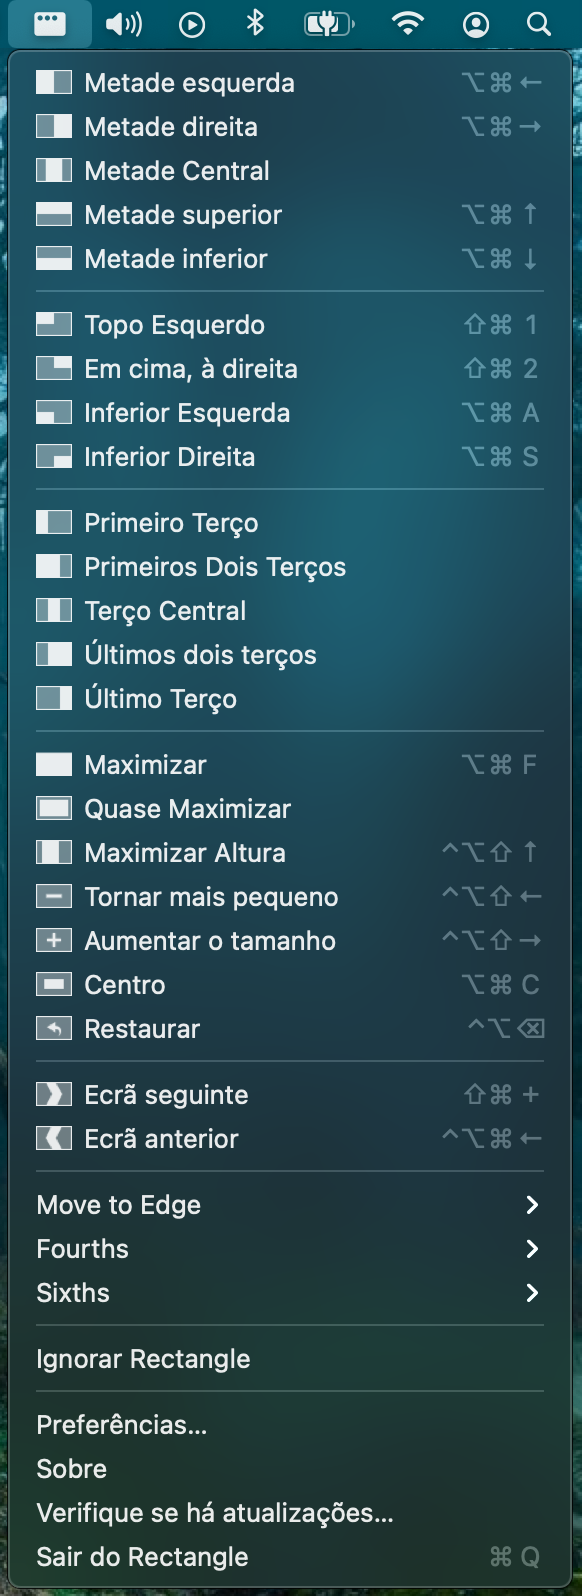 Metade esquerda ⌥⌘←
Metade direita ⌥⌘→
Metade Central
Metade superior ⌥⌘↑
Metade inferior ⌥⌘↓
Topo Esquerdo ⇧⌘ 1
Em cima, à direita ⇧⌘ 2
Inferior Esquerda ⌥⌘ A
Inferior Direita ⌥⌘ S
Primeiro Terço
Primeiros Dois Terços
Terço Central
Últimos dois terços
Último Terço
Maximizar ⌥⌘ F
Quase Maximizar
Maximizar Altura ^⌥⇧↑
Tornar mais pequeno ^⌥⇧←
Aumentar o tamanho ^⌥⇧→
Centro ⌥⌘ C
Restaurar ^⌥⌫
Ecrã seguinte ⇧⌘ +
Ecrã anterior ^⌥⌘←
Move to Edge
Fourths
Sixths
Ignorar Rectangle
Preferências...
Sobre
Verifique se há atualizações...
Sair do Rectangle ⌘ Q